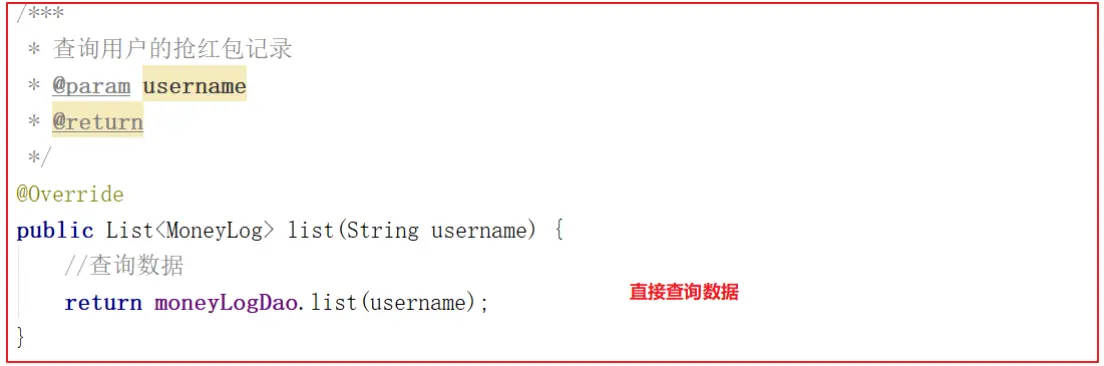 /***
* 查询用户的抢红包记录
* @param username
* @return
*/
@Override
public List<MoneyLog> list(String username) {
//查询数据
return moneyLogDao.list(username);
直接查询数据
}